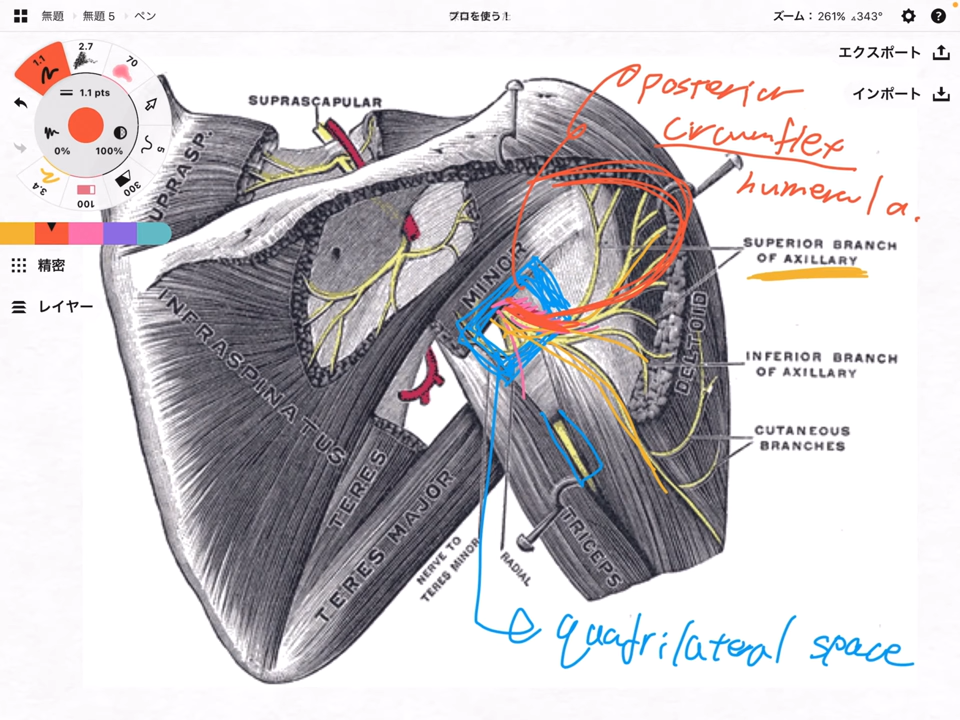 無題 › 無題 5 › ペン
プロを使う！
ズーム： 261% ⊿343°
エクスポート
インポート
1.1
2.7
70
5
300
100
3.4
1.1 pts
0%
100%
精密
レイヤー
SUPRASCAPULAR
UPRASP.
posterior
circumflex
humeral a.
SUPERIOR BRANCH
OF AXILLARY
MINOR
INFRASPINATUS
DELTOID
INFERIOR BRANCH
OF AXILLARY
CUTANEOUS
BRANCHES
TERES
TERES MAJOR
NERVE TO
TERES MINOR
RADIAL
TRICEPS
quadrilateral space